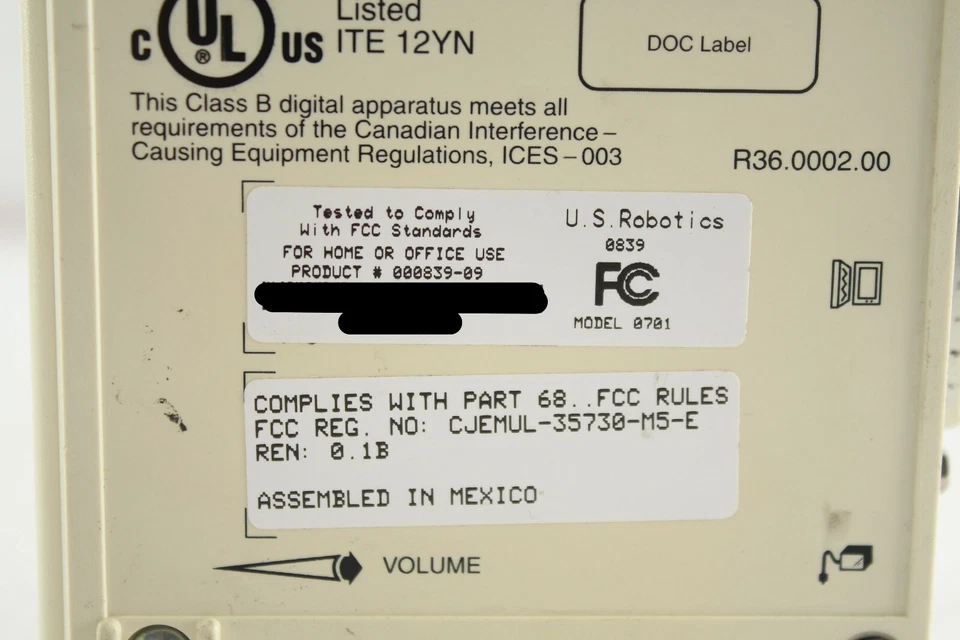 C UL ® US Listed
ITE 12YN
DOC Label
This Class B digital apparatus meets all
requirements of the Canadian Interference–
Causing Equipment Regulations, ICES–003
R36.0002.00
Tested to Comply
With FCC Standards
FOR HOME OR OFFICE USE
PRODUCT # 000839-09
U.S.Robotics
0839
FC
MODEL 0701
COMPLIES WITH PART 68..FCC RULES
FCC REG. NO: CJEMUL-35730-M5-E
REN: 0.1B
ASSEMBLED IN MEXICO
VOLUME